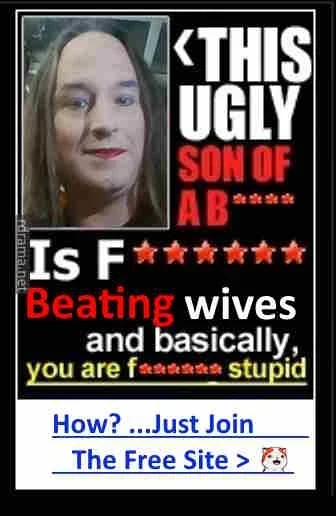 <THIS
UGLY
SON OF
A B****
Is F******
Beating wives
and basically,
you are f****** stupid
How? ...Just Join
The Free Site >
rdrama.net